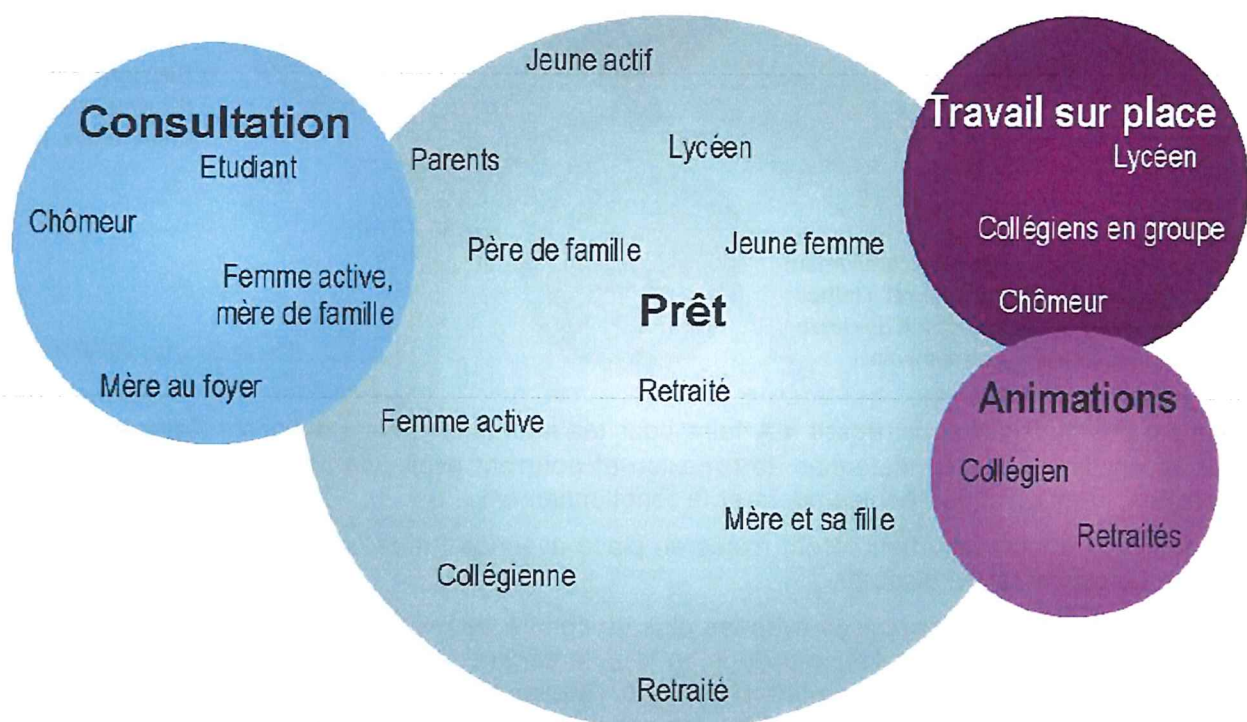 Consultation
Etudiant
Chômeur
Femme active,
mère de famille
Mère au foyer
Jeune actif
Parents
Lycéen
Père de famille
Jeune femme
Prêt
Retraité
Femme active
Mère et sa fille
Collégienne
Retraité
Travail sur place
Lycéen
Collégiens en groupe
Chômeur
Animations
Collégien
Retraités